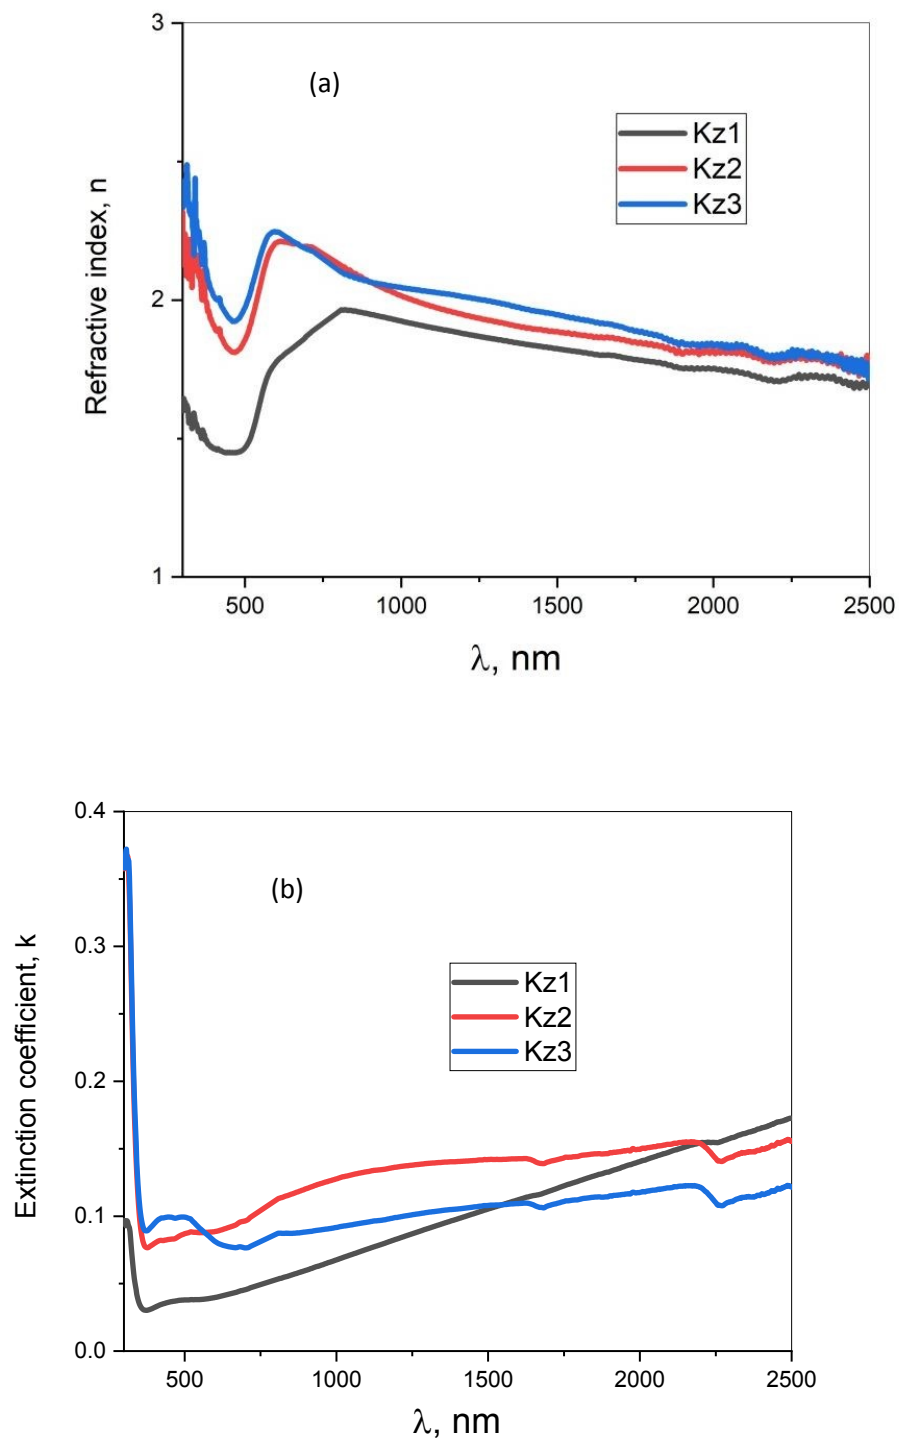 3
(a)
Kz1
Kz2
Kz3
Refractive index, n
2
1
500 1000 1500 2000 2500
λ, nm
0.4
(b)
Kz1
Kz2
Kz3
Extinction coefficient, k
0.3
0.2
0.1
0.0
500 1000 1500 2000 2500
λ, nm